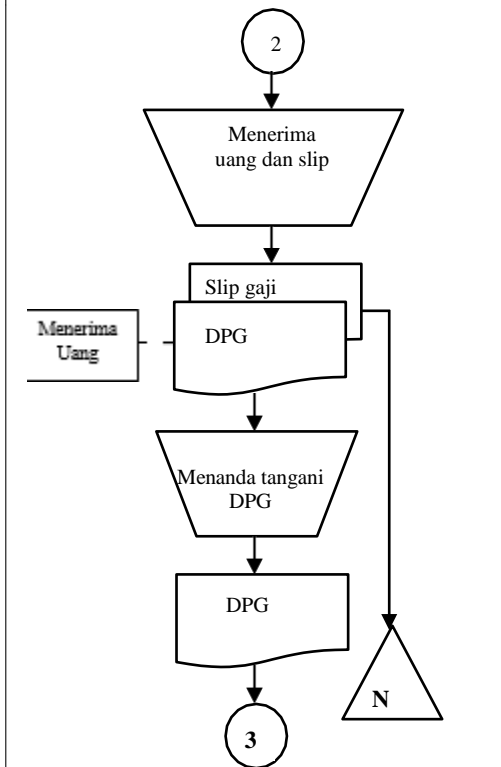 2
Menerima
uang dan slip
Slip gaji
DPG
Menerima
Uang
Menanda tangani
DPG
DPG
N
3